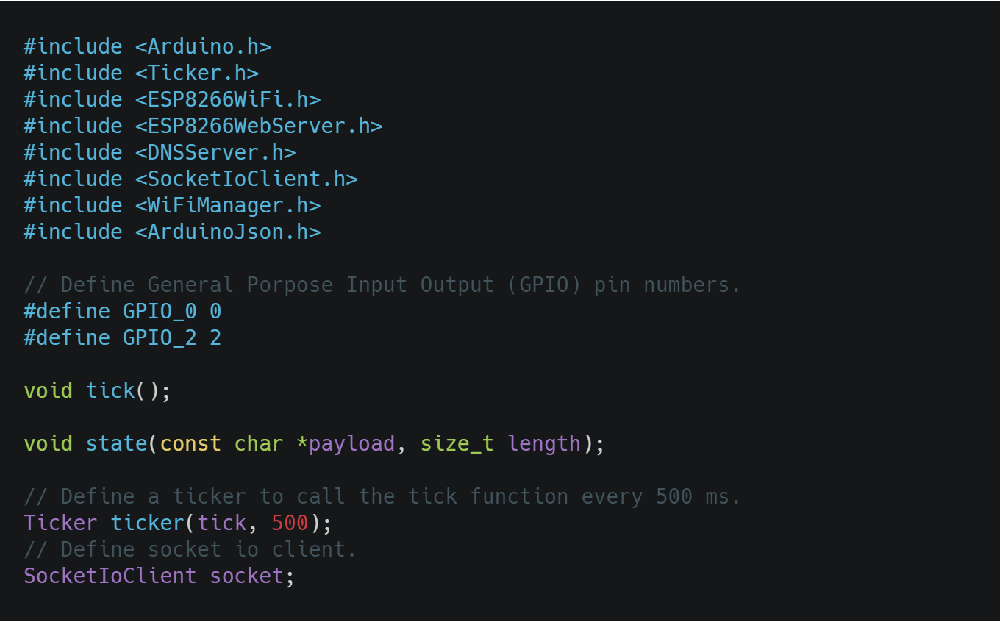 #include <Arduino.h>
#include <Ticker.h>
#include <ESP8266WiFi.h>
#include <ESP8266WebServer.h>
#include <DNSServer.h>
#include <SocketIoClient.h>
#include <WiFiManager.h>
#include <ArduinoJson.h>
// Define General Porpose Input Output (GPIO) pin numbers.
#define GPIO_0 0
#define GPIO_2 2
void tick();
void state(const char *payload, size_t length);
// Define a ticker to call the tick function every 500 ms.
Ticker ticker(tick, 500);
// Define socket io client.
SocketIoClient socket;